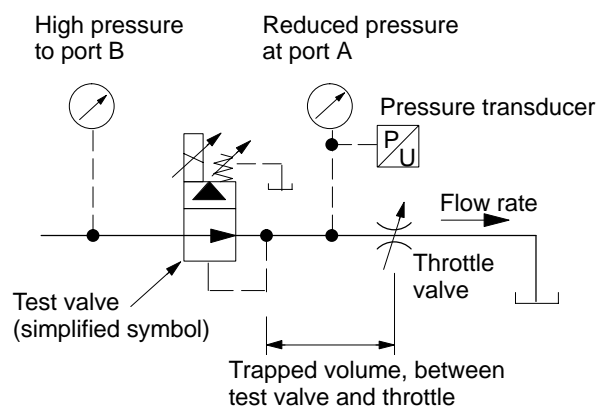 High pressure
to port B
Reduced pressure
at port A
Pressure transducer
P
U
Flow rate
Throttle
valve
Test valve
(simplified symbol)
Trapped volume, between
test valve and throttle